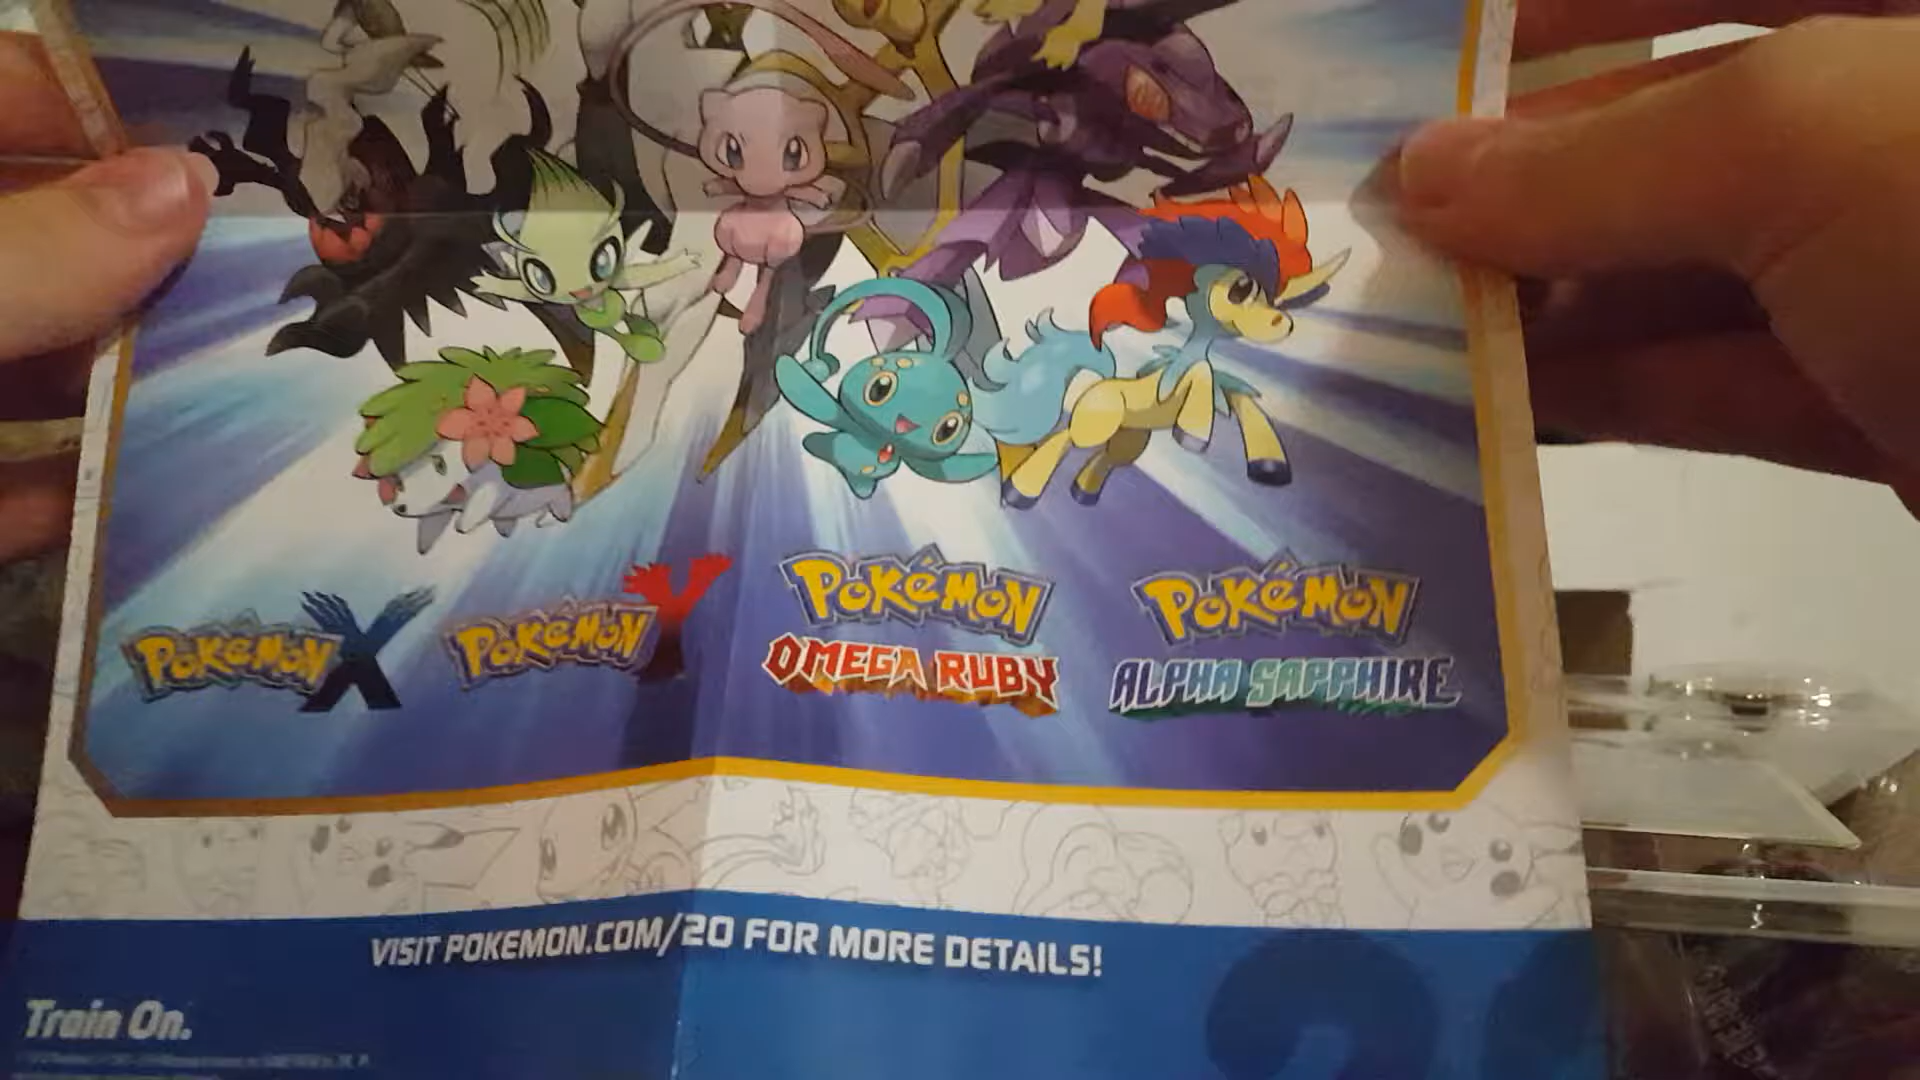 POKéMON X
POKéMON Y
POKéMON
OMEGA RUBY
POKéMON
ALPHA SAPPHIRE
VISIT POKEMON.COM/20 FOR MORE DETAILS!
Train On.